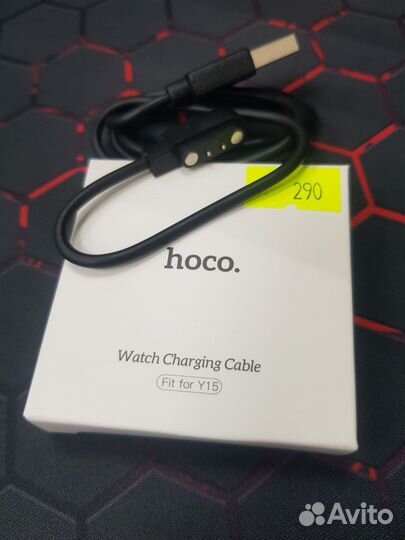 290
hoco.
Watch Charging Cable
Fit for Y15
Avito